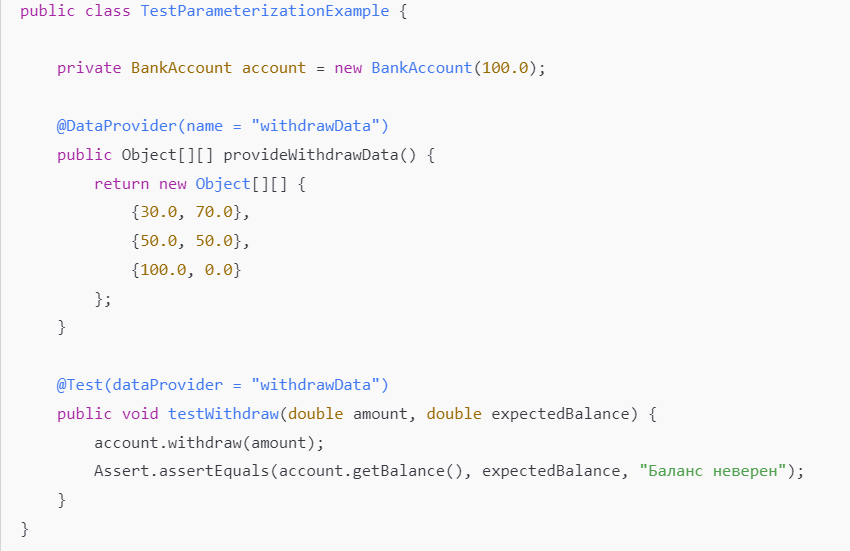 public class TestParameterizationExample {
    private BankAccount account = new BankAccount(100.0);
    @DataProvider(name = "withdrawData")
    public Object[][] provideWithdrawData() {
        return new Object[][] {
            {30.0, 70.0},
            {50.0, 50.0},
            {100.0, 0.0}
        };
    }
    @Test(dataProvider = "withdrawData")
    public void testWithdraw(double amount, double expectedBalance) {
        account.withdraw(amount);
        Assert.assertEquals(account.getBalance(), expectedBalance, "Баланс неверен");
    }
}